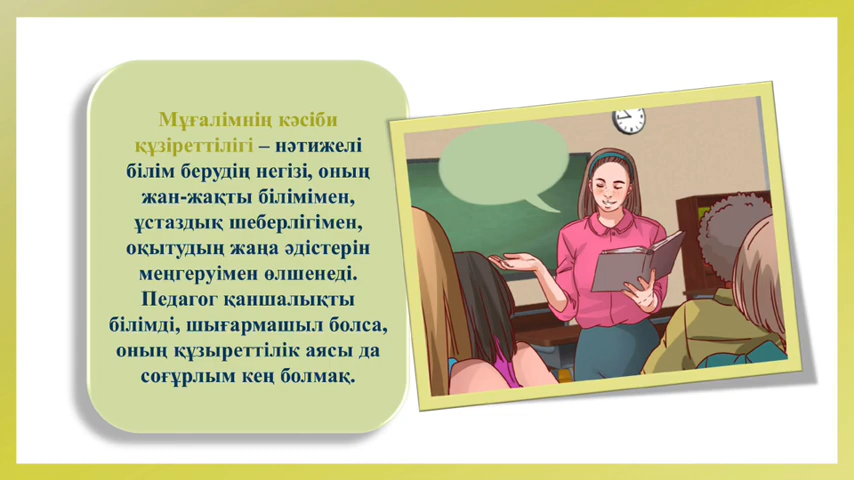 Мұғалімнің кәсіби
құзіреттілігі – нәтижелі
білім берудің негізі, оның
жан-жақты білімімен,
ұстаздық шеберлігімен,
оқытудың жаңа әдістерін
меңгеруімен өлшенеді.
Педагог қаншалықты
білімді, шығармашыл болса,
оның құзыреттілік аясы да
соғұрлым кең болмақ.